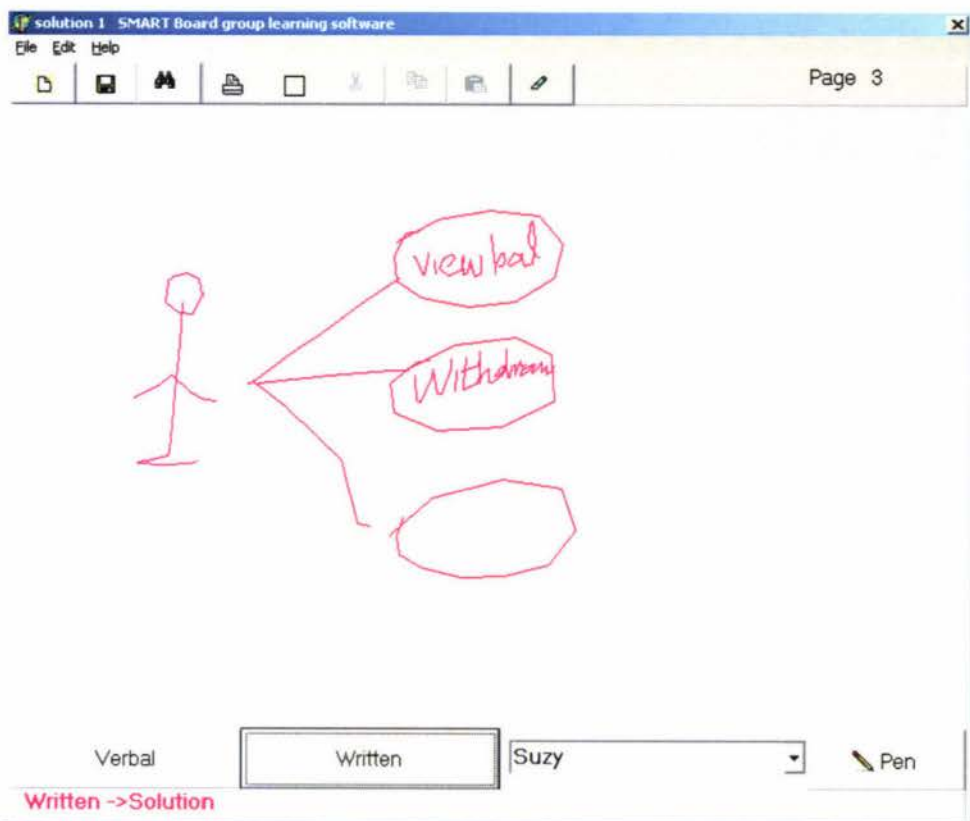 solution 1 SMART Board group learning software
File Edit Help
Page 3
view bal
Withdraw
Verbal
Written
Suzy
Pen
Written ->Solution